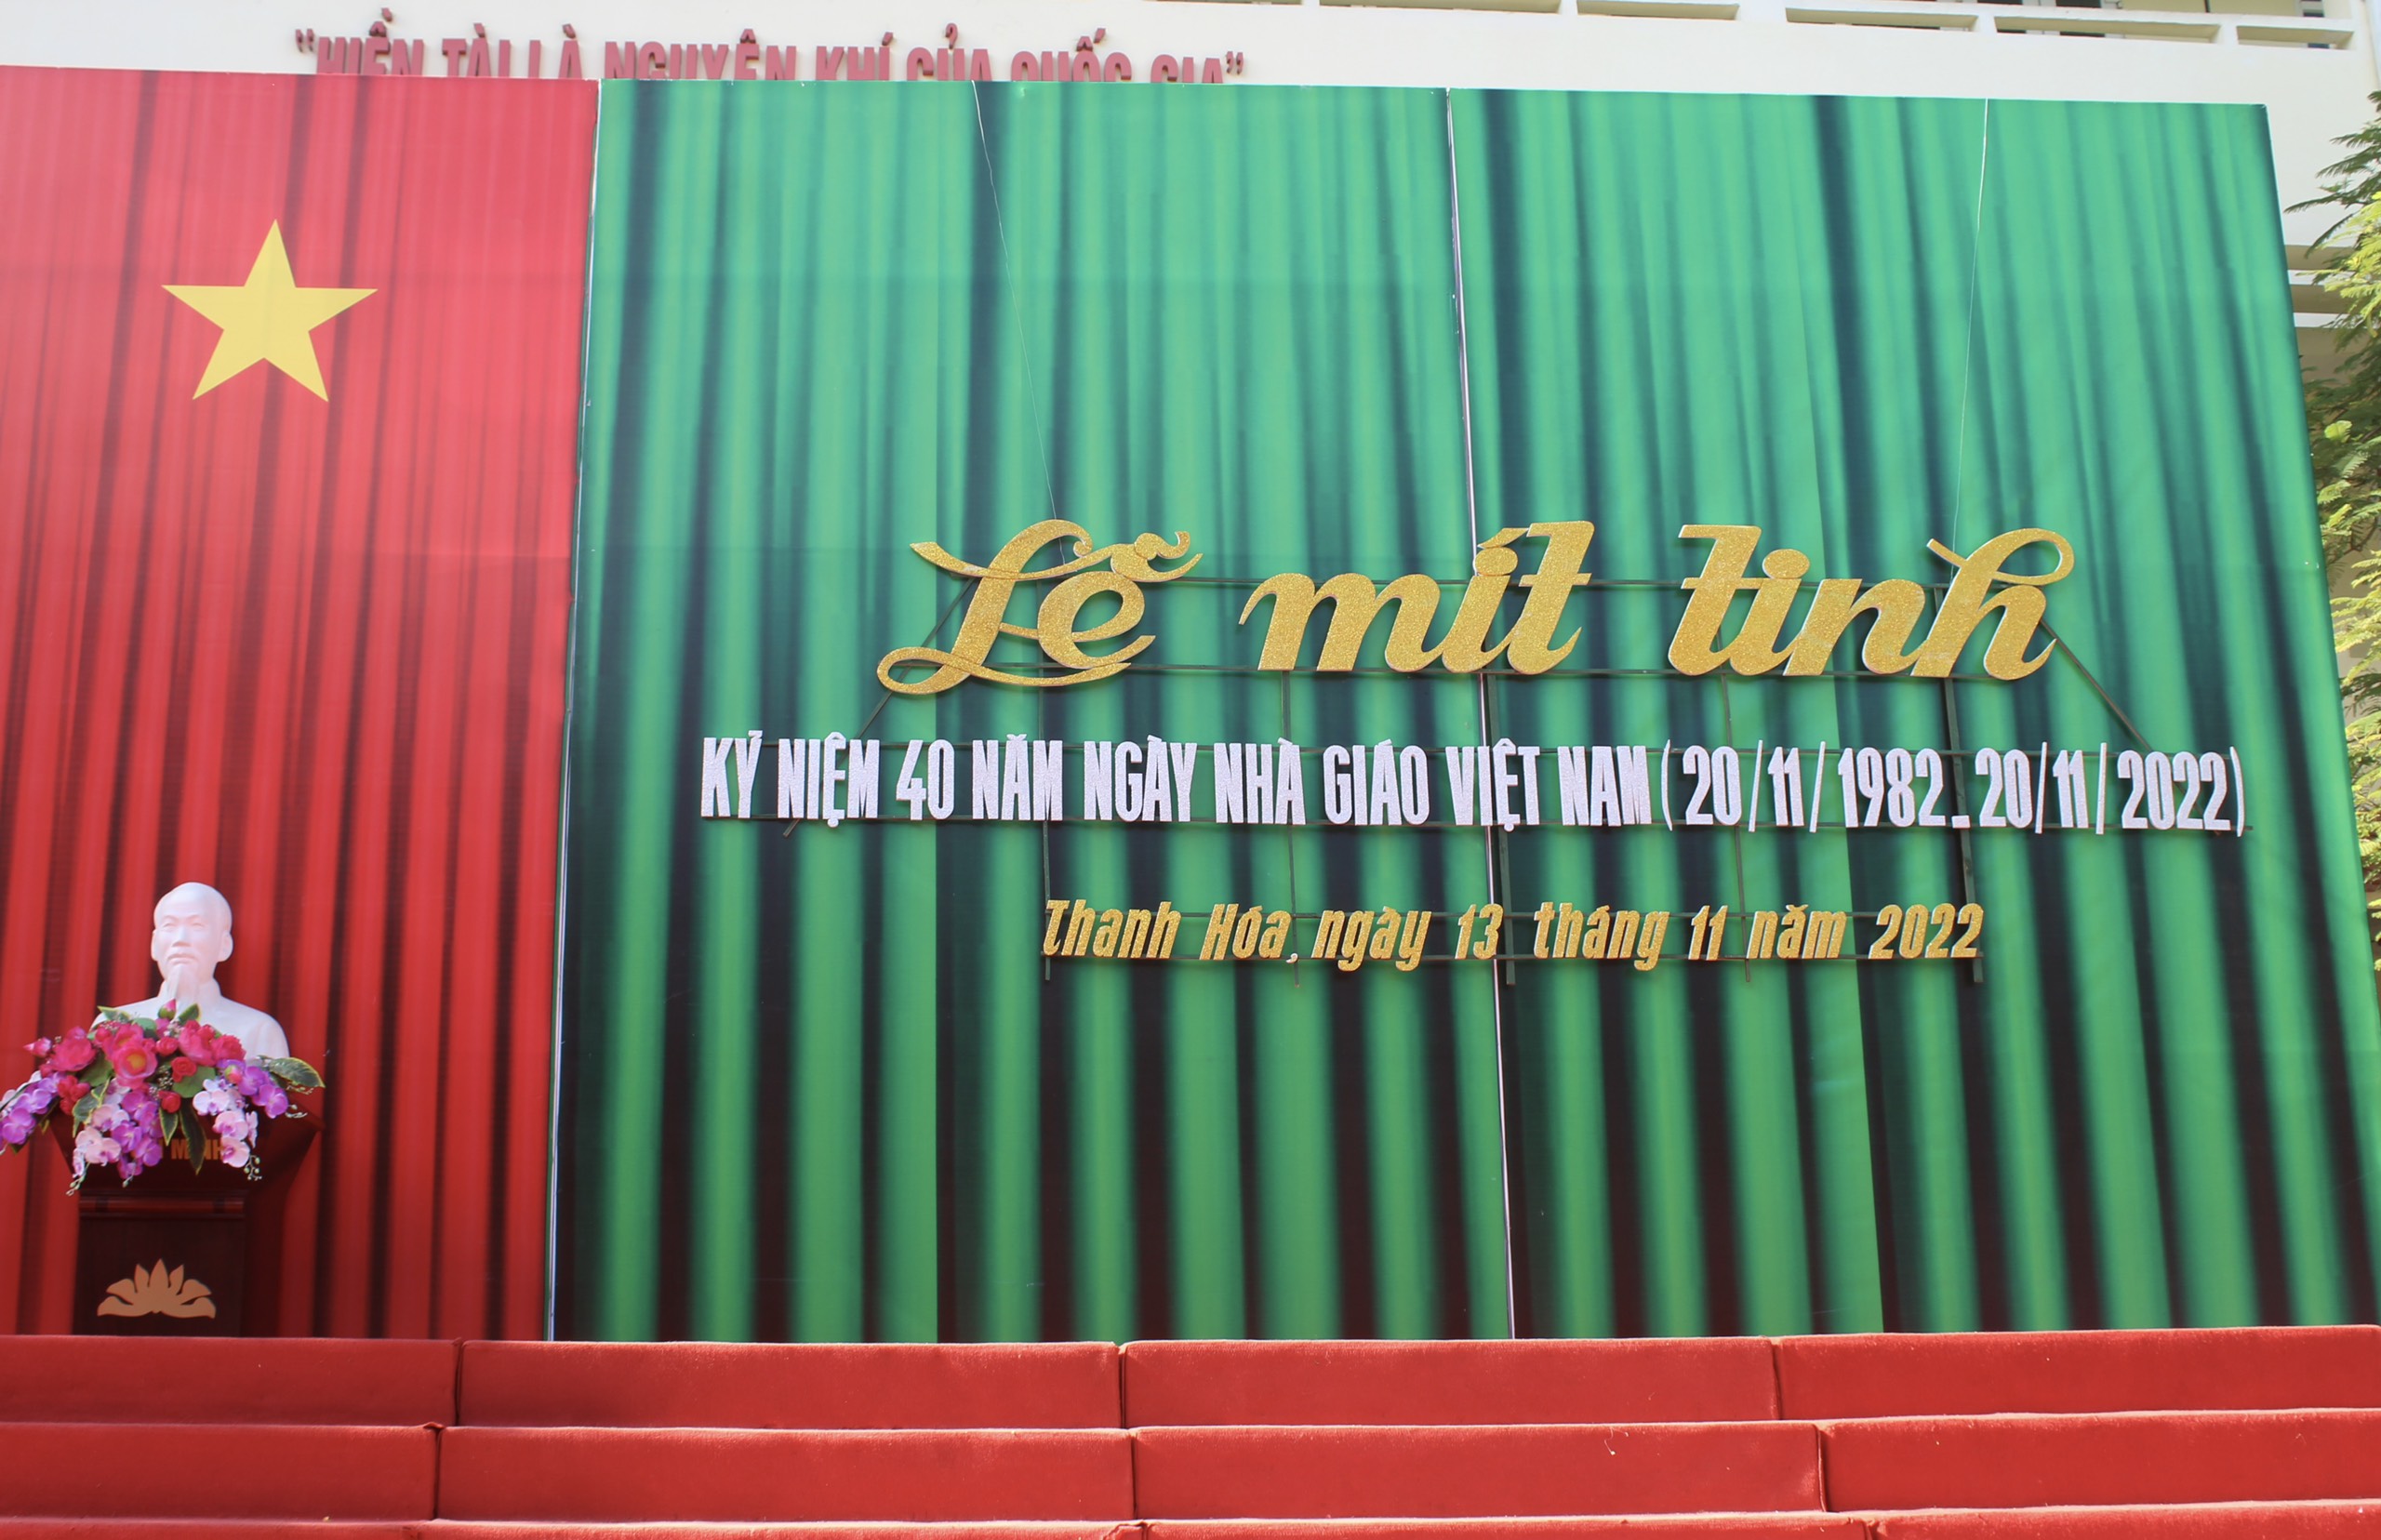 "HIỀN TÀI LÀ NGUYÊN KHÍ CỦA QUỐC GIA"
Lễ mít tinh
KỶ NIỆM 40 NĂM NGÀY NHÀ GIÁO VIỆT NAM (20/11/1982-20/11/2022)
Thanh Hóa, ngày 13 tháng 11 năm 2022
MINH